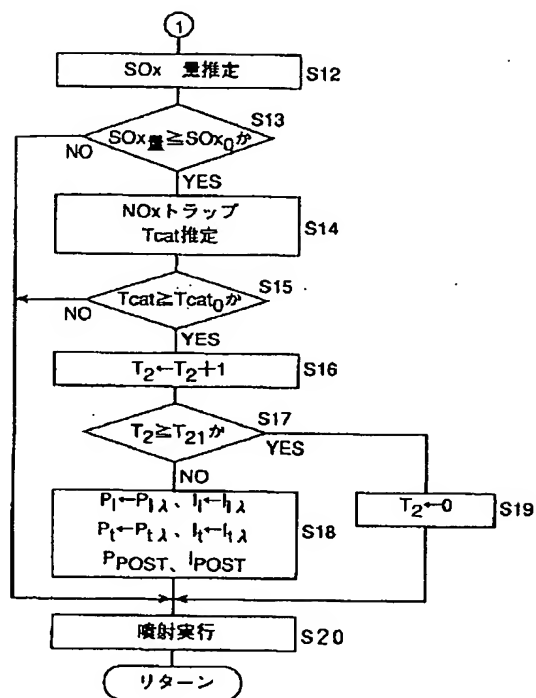 1
SOx 量推定 S12
S13
SOx量≧SOx0か
NO
YES
NOxトラップ
Tcat推定
S14
S15
Tcat≧Tcat0か
NO
YES
T2←T2+1 S16
S17
T2≧T21か
YES
NO
Pl←Plλ、Il←Ilλ
Pt←Ptλ、It←Itλ
PPOST、IPOST
S18
T2←0 S19
噴射実行 S20
リターン